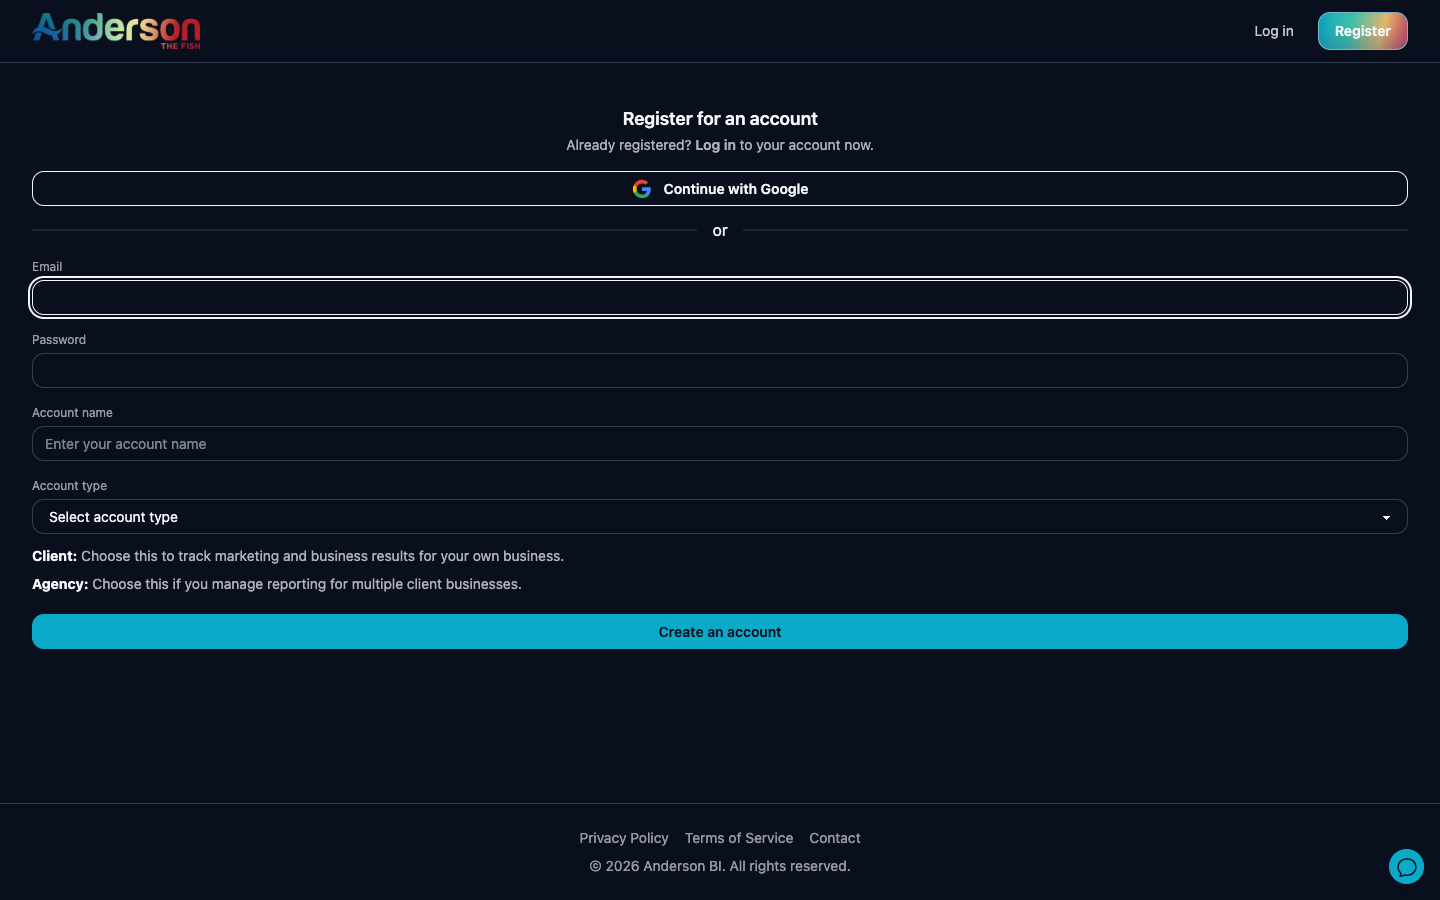 Anderson
THE FISH
Log in
Register
Register for an account
Already registered? Log in to your account now.
Continue with Google
or
Email
Password
Account name
Enter your account name
Account type
Select account type
Client: Choose this to track marketing and business results for your own business.
Agency: Choose this if you manage reporting for multiple client businesses.
Create an account
Privacy Policy Terms of Service Contact
© 2026 Anderson BI. All rights reserved.